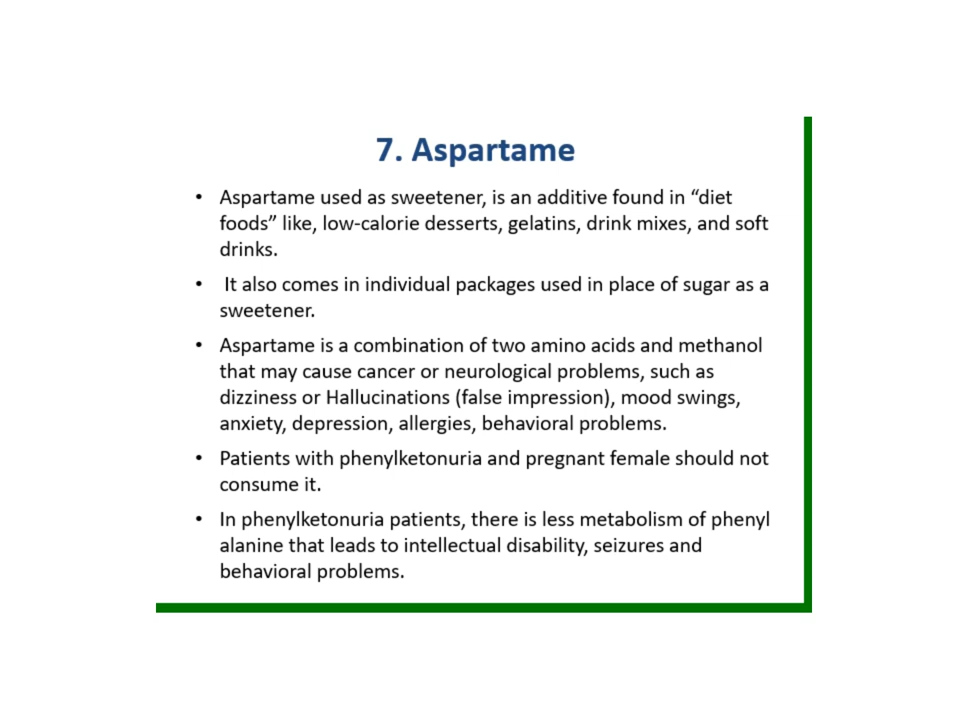 7. Aspartame
• Aspartame used as sweetener, is an additive found in “diet
foods” like, low-calorie desserts, gelatins, drink mixes, and soft
drinks.
• It also comes in individual packages used in place of sugar as a
sweetener.
• Aspartame is a combination of two amino acids and methanol
that may cause cancer or neurological problems, such as
dizziness or Hallucinations (false impression), mood swings,
anxiety, depression, allergies, behavioral problems.
• Patients with phenylketonuria and pregnant female should not
consume it.
• In phenylketonuria patients, there is less metabolism of phenyl
alanine that leads to intellectual disability, seizures and
behavioral problems.